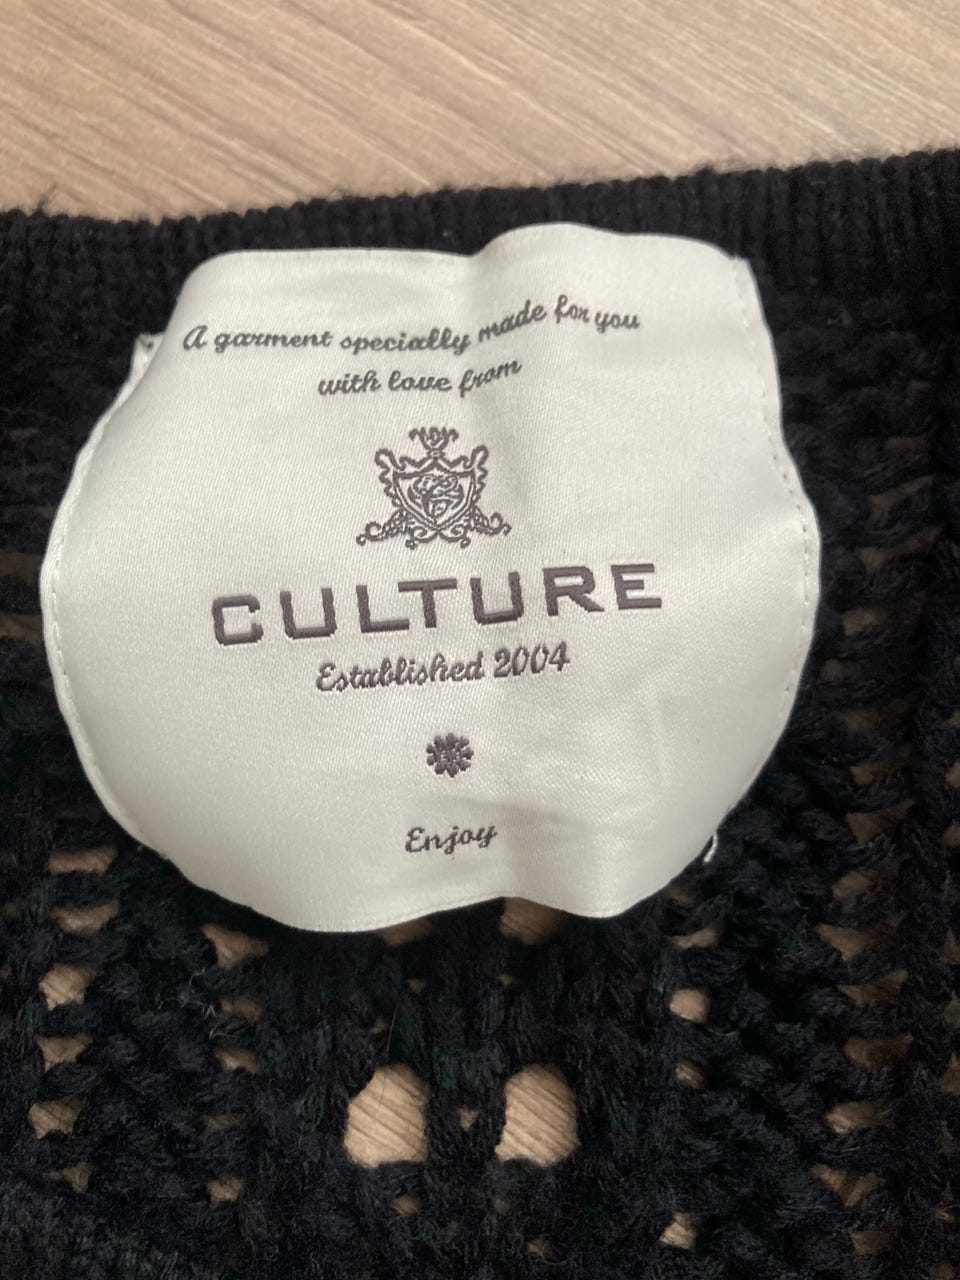 A garment specially made for you
with love from
CULTURE
Established 2004
Enjoy